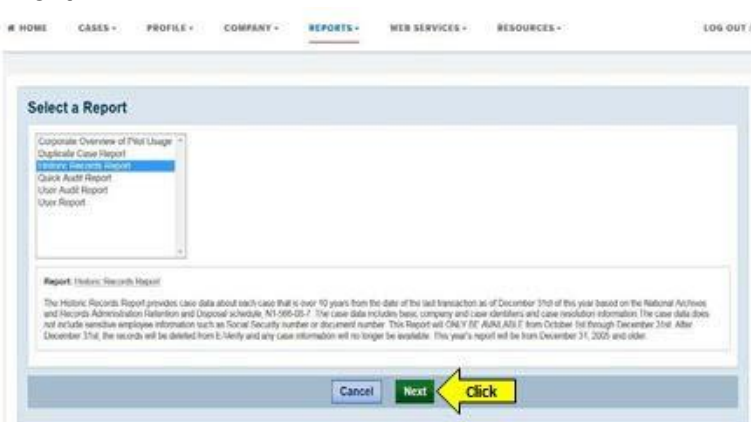 HOME CASES PROFILE COMPANY REPORTS WEB SERVICES RESOURCES LOG OUT
Select a Report
Corporate Overview of Pilot Usage
Duplicate Case Report
Historic Records Report
Quick Audit Report
User Audit Report
User Report
Report: Historic Records Report
The Historic Records Report provides case data about each case that is over 10 years from the date of the last transaction as of December 31st of this year based on the National Archives
and Records Administration Retention and Disposal schedule, N1-566-08-7. The case data includes basic company and case identifiers and case resolution information.The case data does
not include sensitive employee information such as Social Security number or document number. This Report will ONLY BE AVAILABLE from October 1st through December 31st. After
December 31st, the records will be deleted from E-Verify and any case information will no longer be available. This year's report will be from December 31, 2005 and older.
Cancel Next Click